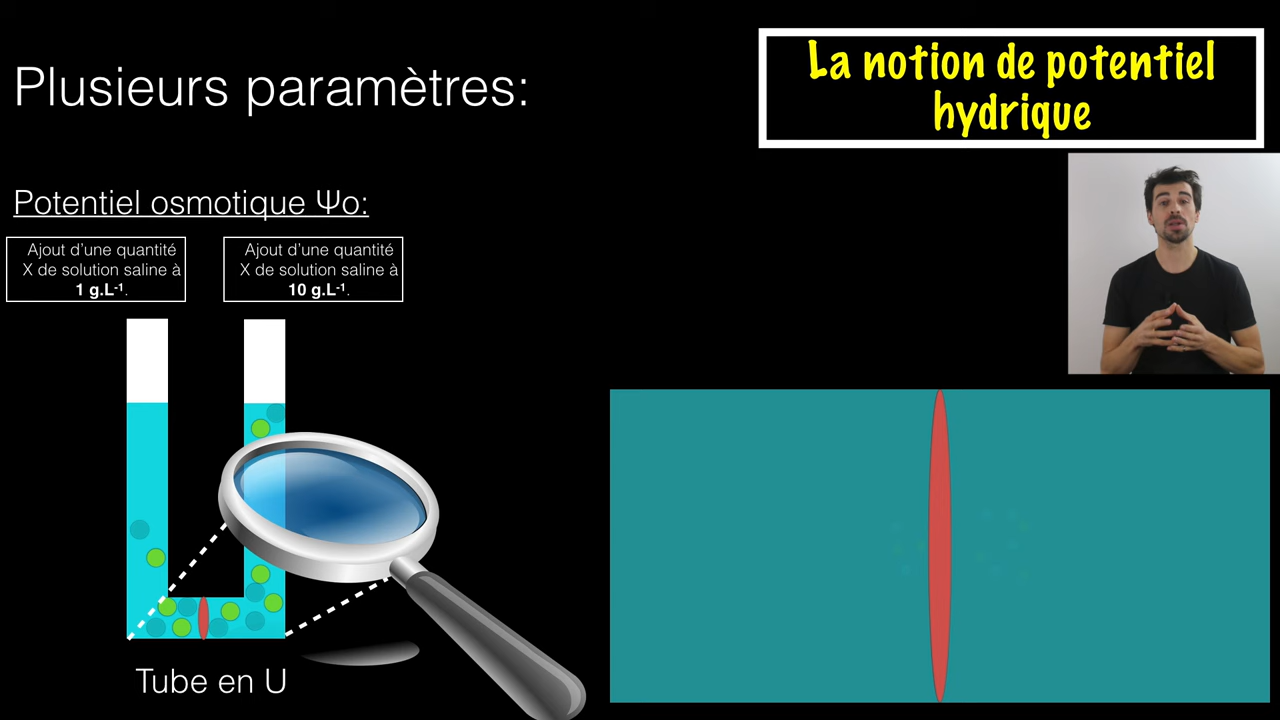 Plusieurs paramètres:
La notion de potentiel
hydrique
Potentiel osmotique Ψo:
Ajout d'une quantité
X de solution saline à
1 g.L-1.
Ajout d'une quantité
X de solution saline à
10 g.L-1.
Tube en U